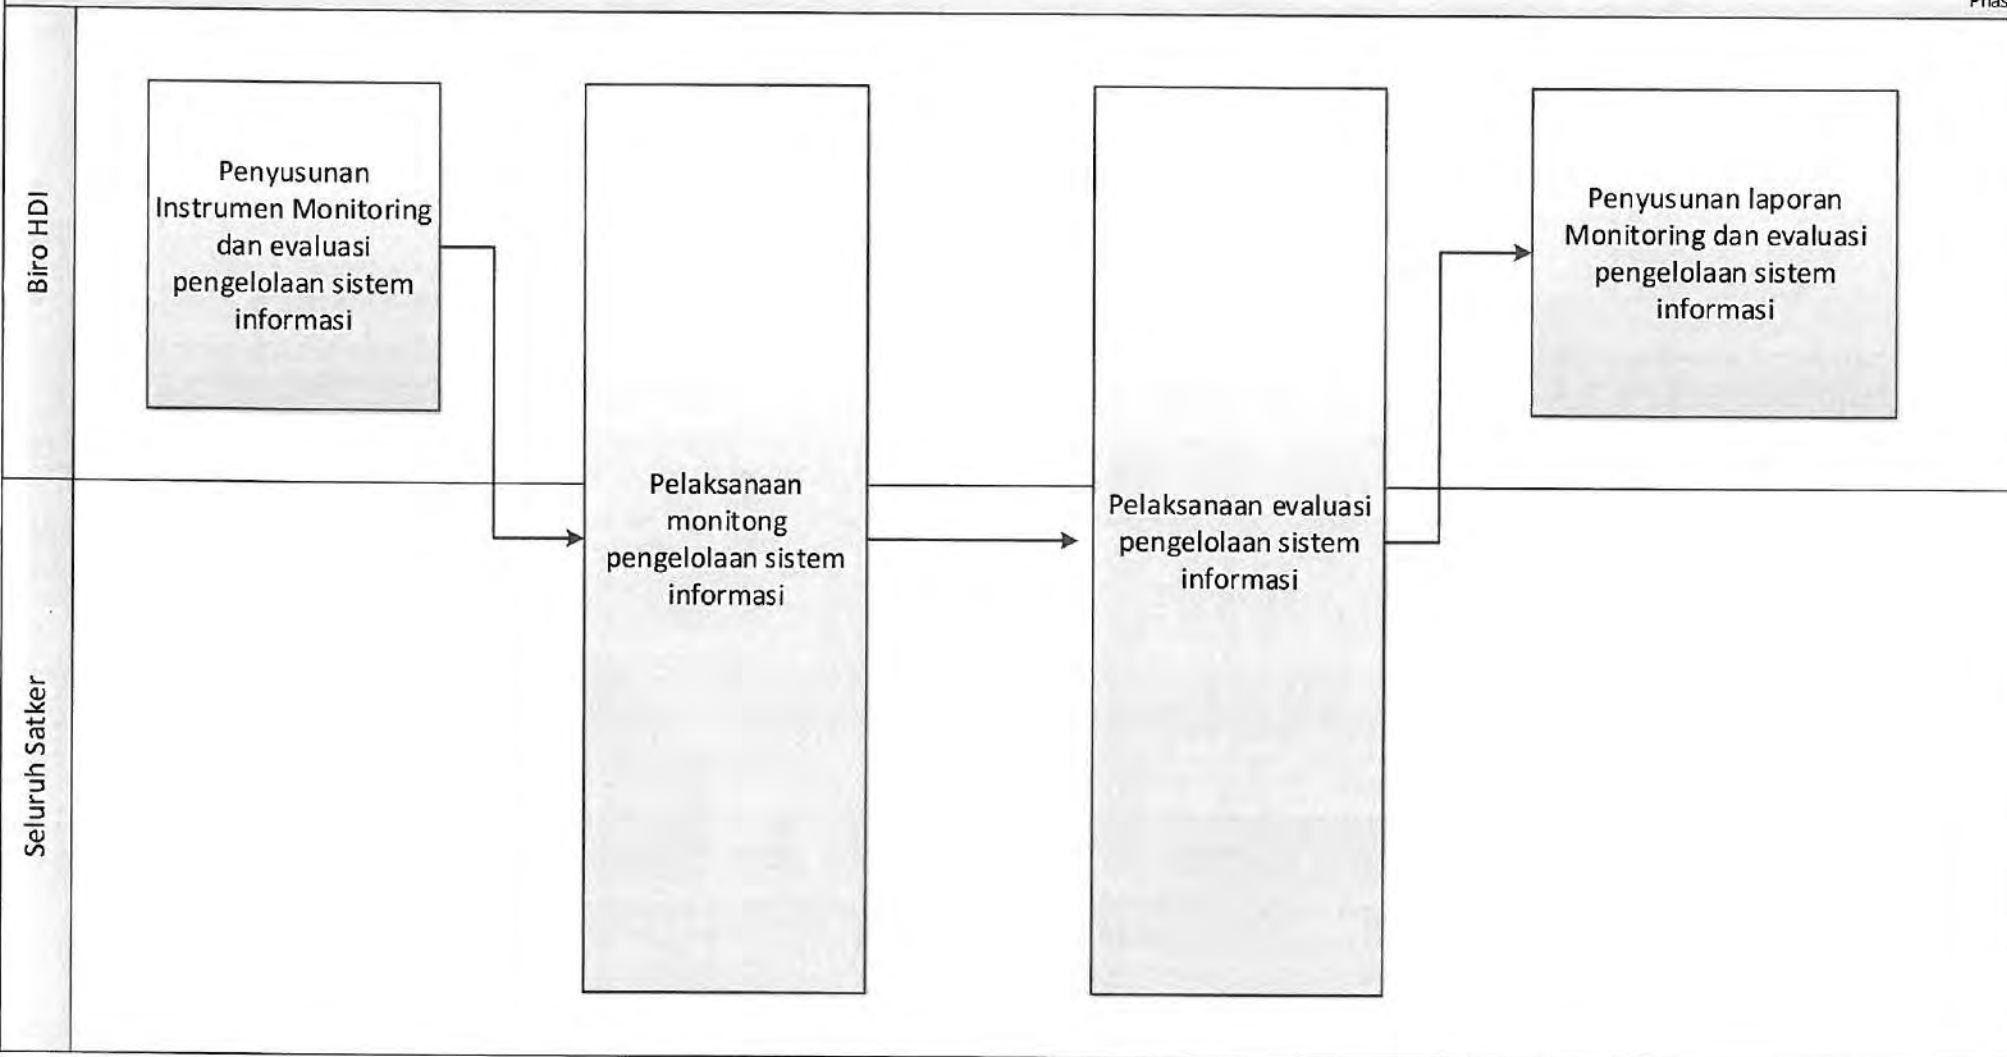 Phas
Biro HDI
Penyusunan
Instrumen Monitoring
dan evaluasi
pengelolaan sistem
informasi
Pelaksanaan
monitong
pengelolaan sistem
informasi
Pelaksanaan evaluasi
pengelolaan sistem
informasi
Penyusunan laporan
Monitoring dan evaluasi
pengelolaan sistem
informasi
Seluruh Satker